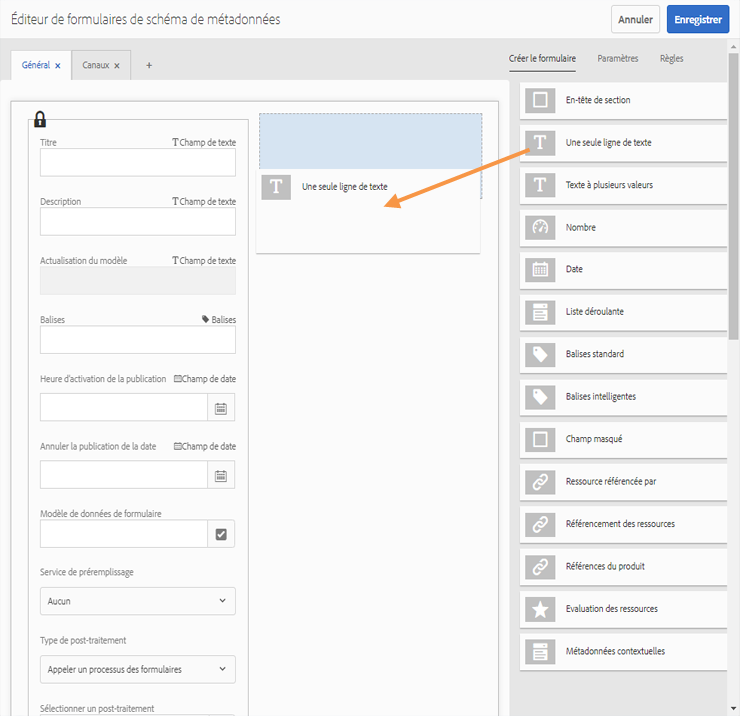 Éditeur de formulaires de schéma de métadonnées
Annuler
Enregistrer
Général ×
Canaux ×
+
Créer le formulaire
Paramètres
Règles
Titre
Champ de texte
Description
Champ de texte
Actualisation du modèle
Champ de texte
Balises
Balises
Heure d'activation de la publication
Champ de date
Annuler la publication de la date
Champ de date
Modèle de données de formulaire
Service de préremplissage
Aucun
Type de post-traitement
Appeler un processus des formulaires
Sélectionner un post-traitement
Une seule ligne de texte
En-tête de section
Une seule ligne de texte
Texte à plusieurs valeurs
Nombre
Date
Liste déroulante
Balises standard
Balises intelligentes
Champ masqué
Ressource référencée par
Référencement des ressources
Références du produit
Evaluation des ressources
Métadonnées contextuelles